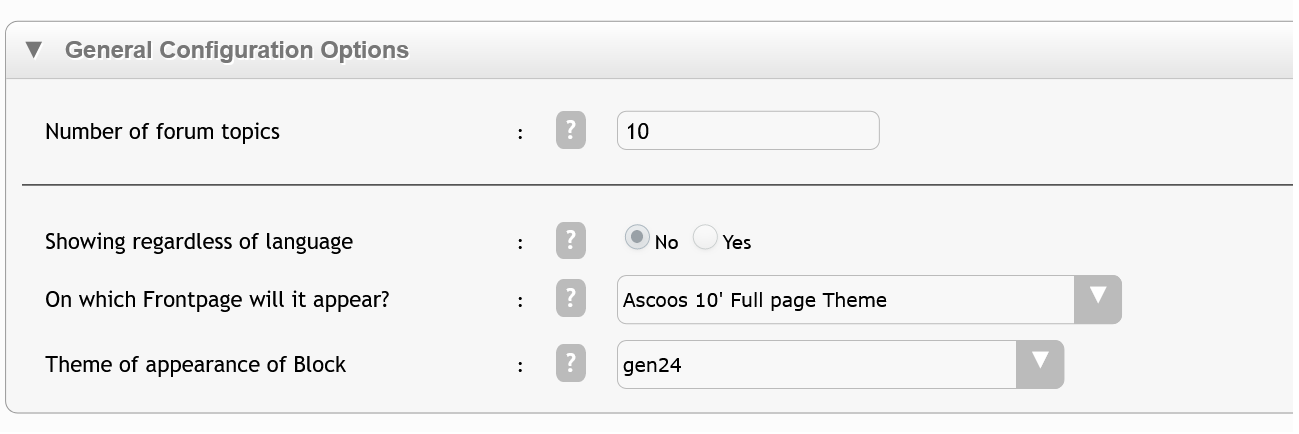 ▼ General Configuration Options
Number of forum topics : ? 10
Showing regardless of language : ? No Yes
On which Frontpage will it appear? : ? Ascoos 10' Full page Theme ▼
Theme of appearance of Block : ? gen24 ▼